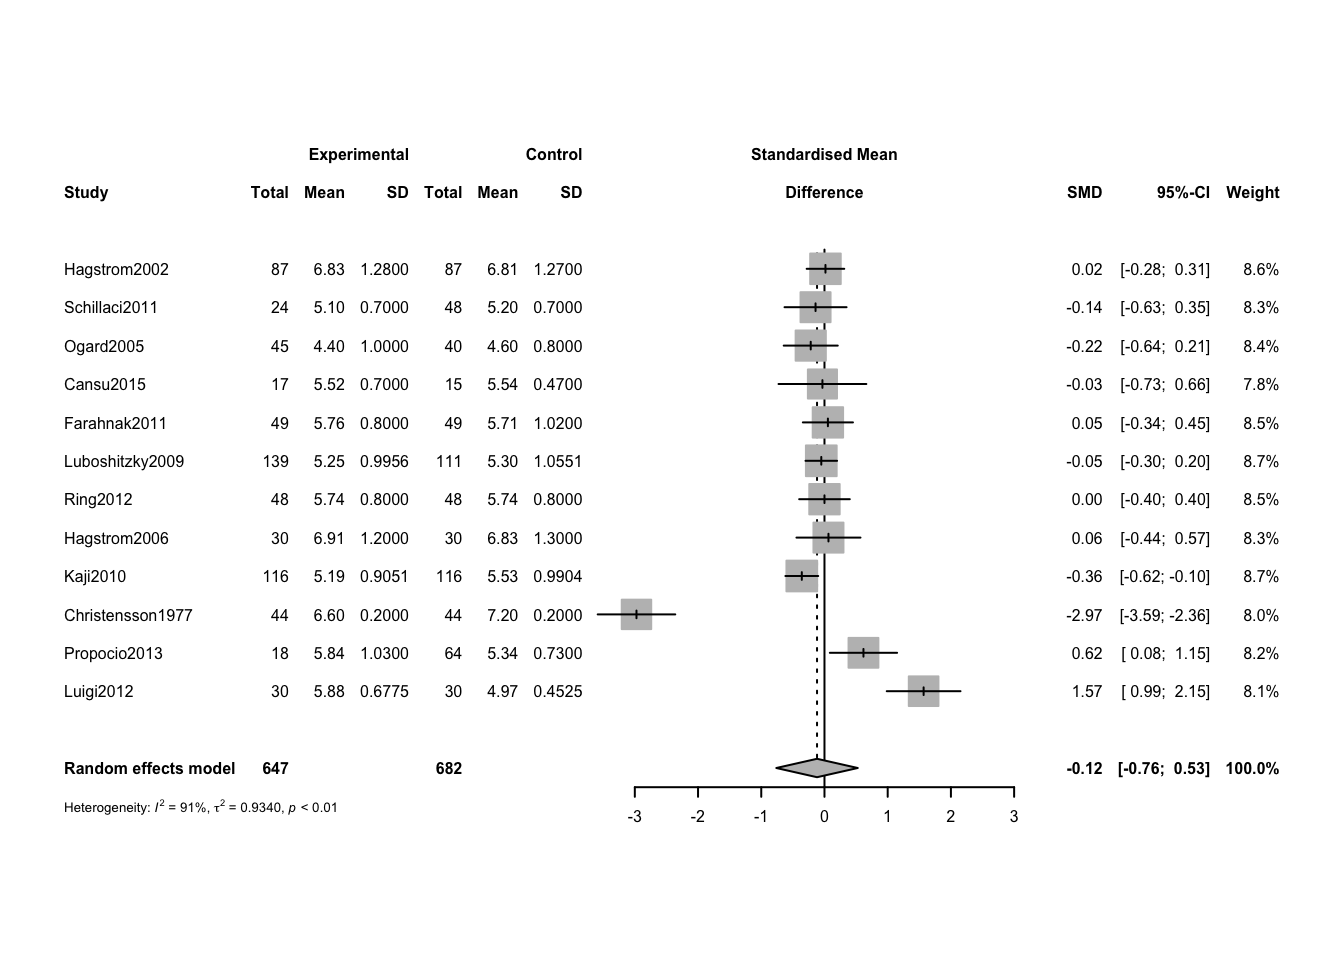 Experimental Control Standardised Mean
Study Total Mean SD Total Mean SD Difference SMD 95%-CI Weight
Hagstrom2002 87 6.83 1.2800 87 6.81 1.2700 0.02 [-0.28; 0.31] 8.6%
Schillaci2011 24 5.10 0.7000 48 5.20 0.7000 -0.14 [-0.63; 0.35] 8.3%
Ogard2005 45 4.40 1.0000 40 4.60 0.8000 -0.22 [-0.64; 0.21] 8.4%
Cansu2015 17 5.52 0.7000 15 5.54 0.4700 -0.03 [-0.73; 0.66] 7.8%
Farahnak2011 49 5.76 0.8000 49 5.71 1.0200 0.05 [-0.34; 0.45] 8.5%
Luboshitzky2009 139 5.25 0.9956 111 5.30 1.0551 -0.05 [-0.30; 0.20] 8.7%
Ring2012 48 5.74 0.8000 48 5.74 0.8000 0.00 [-0.40; 0.40] 8.5%
Hagstrom2006 30 6.91 1.2000 30 6.83 1.3000 0.06 [-0.44; 0.57] 8.3%
Kaji2010 116 5.19 0.9051 116 5.53 0.9904 -0.36 [-0.62; -0.10] 8.7%
Christensson1977 44 6.60 0.2000 44 7.20 0.2000 -2.97 [-3.59; -2.36] 8.0%
Propocio2013 18 5.84 1.0300 64 5.34 0.7300 0.62 [ 0.08; 1.15] 8.2%
Luigi2012 30 5.88 0.6775 30 4.97 0.4525 1.57 [ 0.99; 2.15] 8.1%
Random effects model 647 682 -0.12 [-0.76; 0.53] 100.0%
Heterogeneity: I² = 91%, τ² = 0.9340, p < 0.01
-3 -2 -1 0 1 2 3